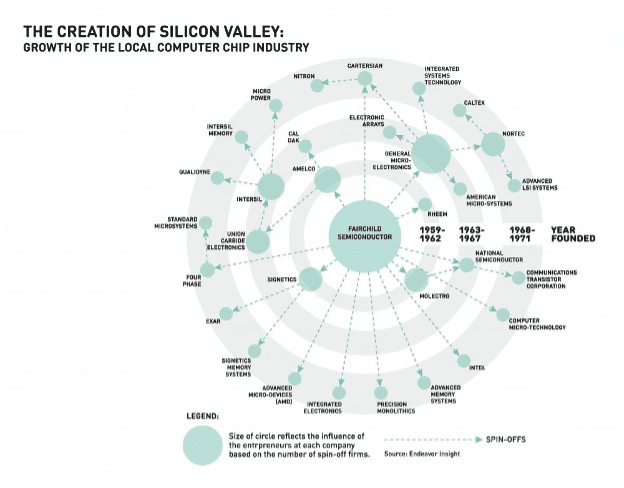 THE CREATION OF SILICON VALLEY:
GROWTH OF THE LOCAL COMPUTER CHIP INDUSTRY
CARTERSIAN
NITRON
INTEGRATED
SYSTEMS
TECHNOLOGY
MICRO
POWER
CALTEX
ELECTRONIC
ARRAYS
INTERSIL
MEMORY
CAL
DAK
NORTEC
GENERAL
MICRO-
ELECTRONICS
AMELCO
QUALIDYNE
ADVANCED
LSI SYSTEMS
INTERSIL
AMERICAN
MICRO-SYSTEMS
RHEEM
STANDARD
MICROSYSTEMS
FAIRCHILD
SEMICONDUCTOR
1959-
1962
1963-
1967
1968-
1971
YEAR
FOUNDED
UNION
CARBIDE
ELECTRONICS
NATIONAL
SEMICONDUCTOR
FOUR
PHASE
SIGNETICS
COMMUNICATIONS
TRANSISTOR
CORPORATION
MOLECTRO
EXAR
COMPUTER
MICRO-TECHNOLOGY
SIGNETICS
MEMORY
SYSTEMS
INTEL
ADVANCED
MICRO-DEVICES
(AMD)
INTEGRATED
ELECTRONICS
PRECISION
MONOLITHICS
ADVANCED
MEMORY
SYSTEMS
LEGEND:
Size of circle reflects the influence of
the entrpreneurs at each company
based on the number of spin-off firms.
SPIN-OFFS
Source: Endeavor Insight